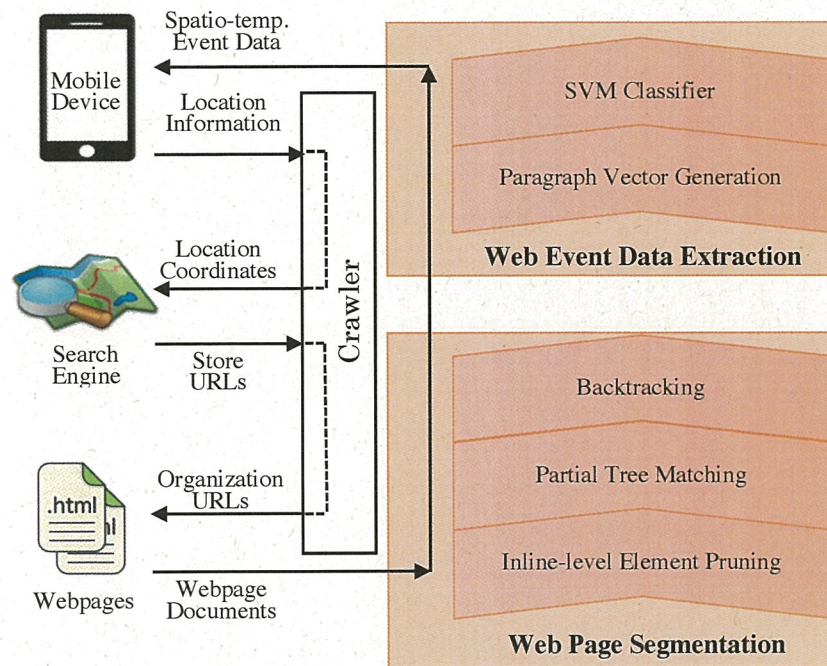 Spatio-temp.
Event Data
Mobile
Device
Location
Information
Location
Coordinates
Search
Engine
Store
URLs
Organization
URLs
.html
ml
Webpages
Webpage
Documents
Crawler
SVM Classifier
Paragraph Vector Generation
Web Event Data Extraction
Backtracking
Partial Tree Matching
Inline-level Element Pruning
Web Page Segmentation